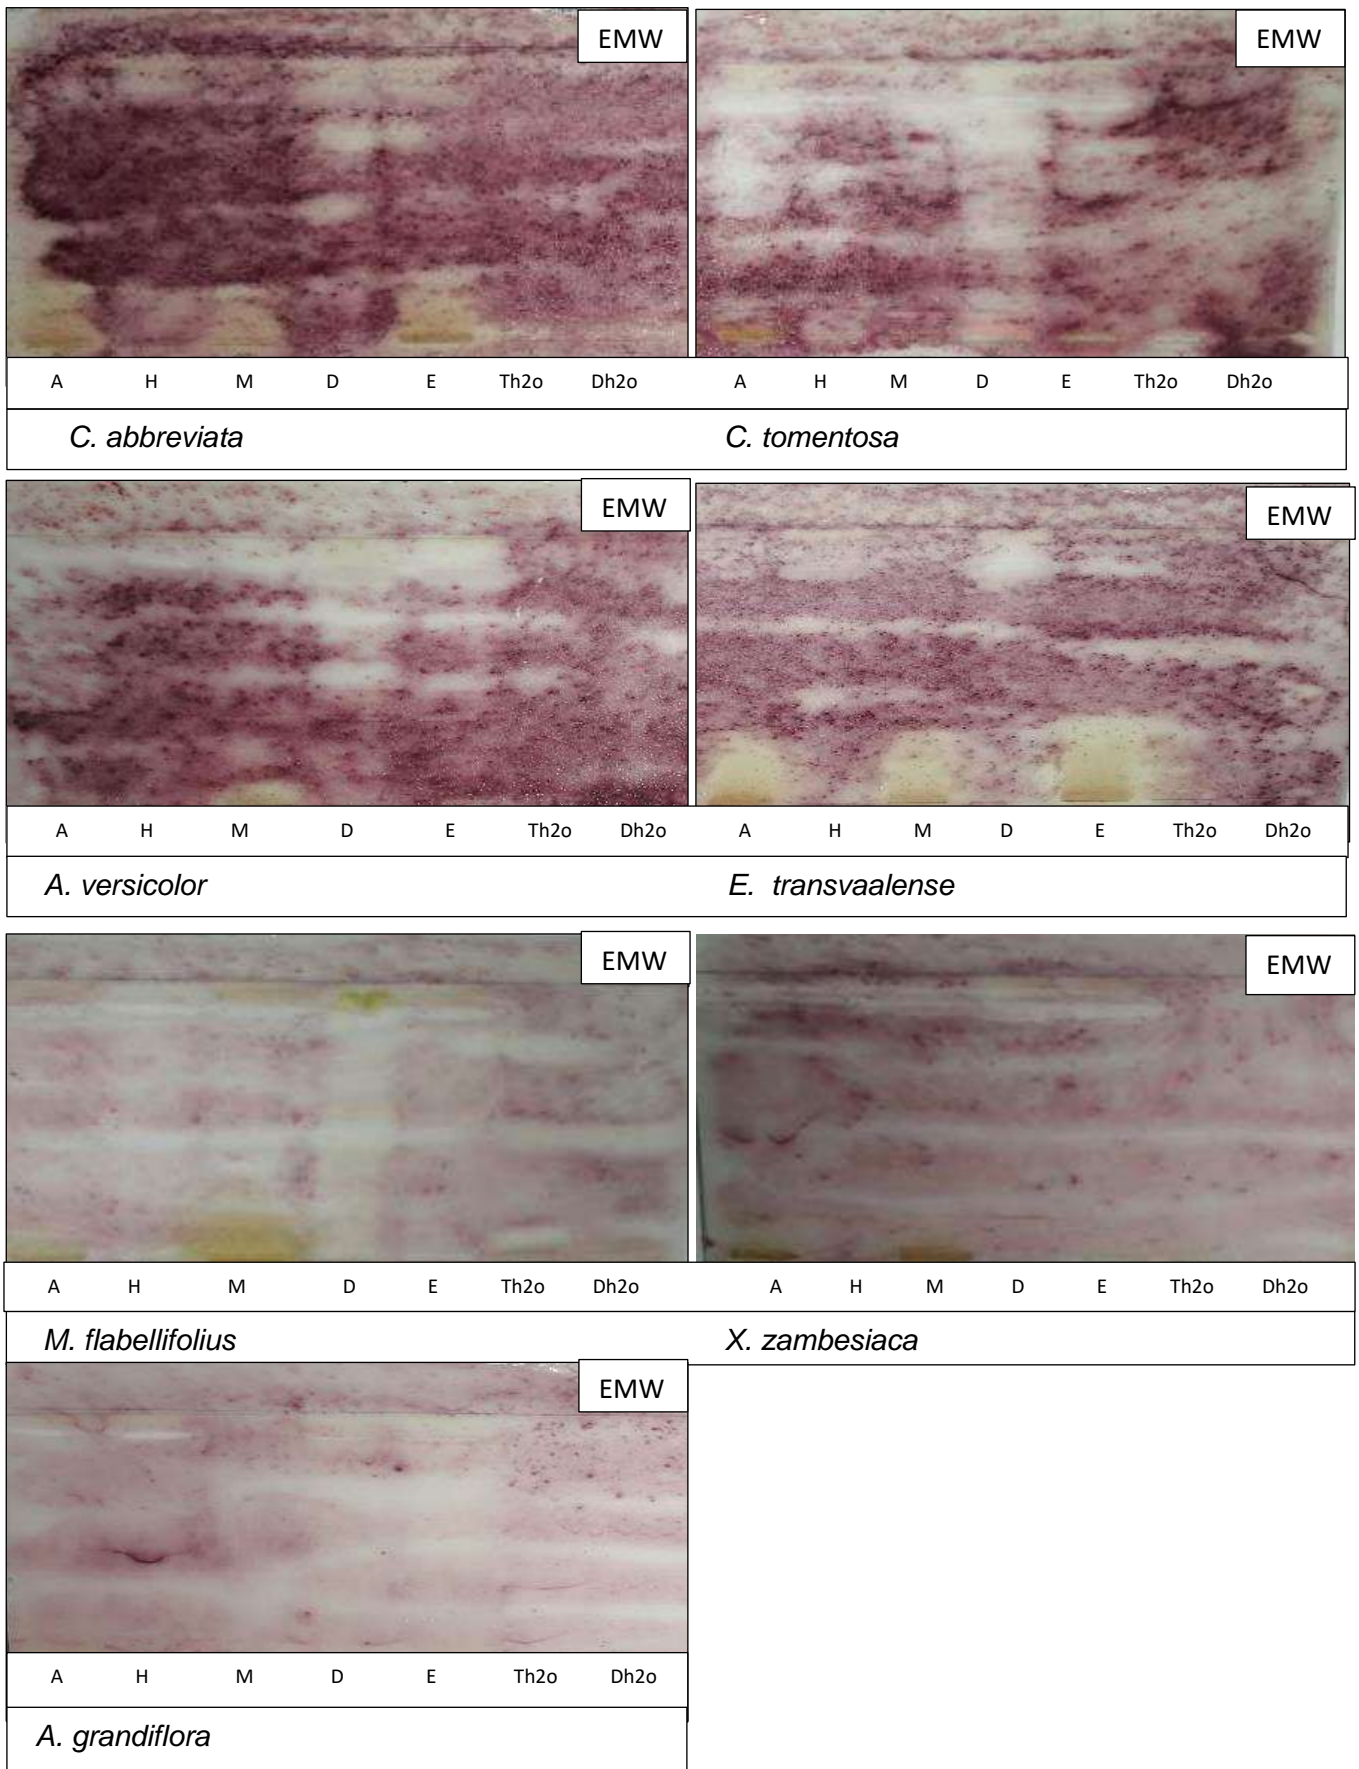 EMW EMW
A H M D E Th2o Dh2o A H M D E Th2o Dh2o
C. abbreviata C. tomentosa
EMW EMW
A H M D E Th2o Dh2o A H M D E Th2o Dh2o
A. versicolor E. transvaalense
EMW EMW
A H M D E Th2o Dh2o A H M D E Th2o Dh2o
M. flabellifolius X. zambesiaca
EMW
A H M D E Th2o Dh2o
A. grandiflora